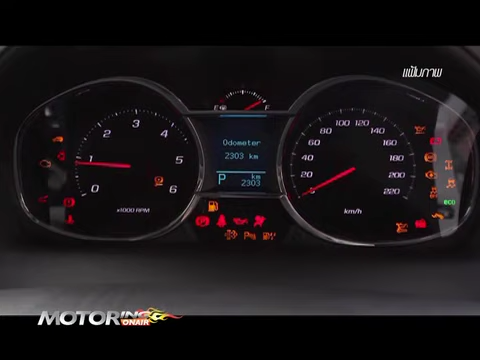 แฟ้มภาพ
80 100 120 140
60 160
40 180
20 200
0 220
km/h
3 4
2 5
1 6
0
x1000 RPM
E F
Odometer
2303 km
P km
2303
eco
MOTORING
ONAIR